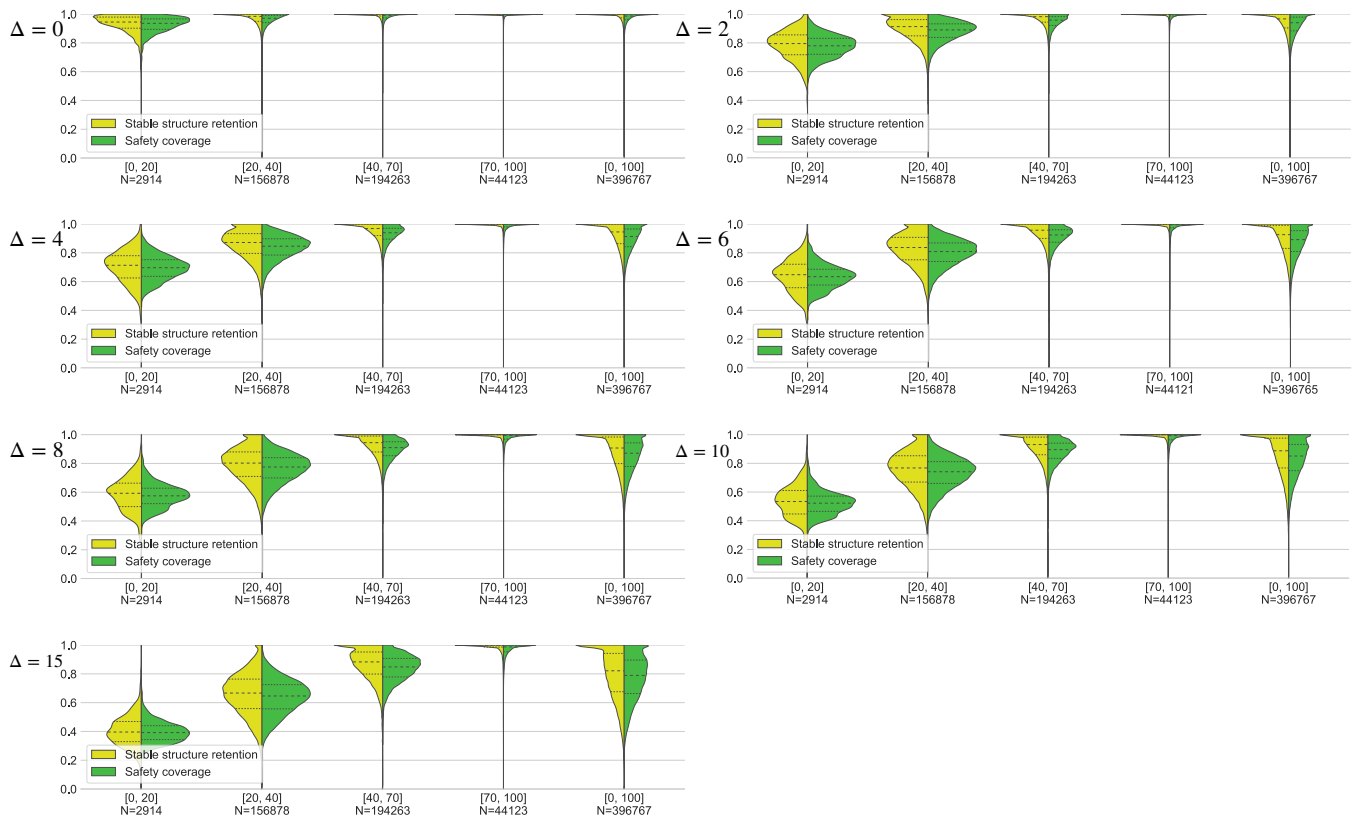 Δ = 0
1.0
0.8
0.6
0.4
0.2
0.0
Stable structure retention
Safety coverage
[0, 20] [20, 40] [40, 70] [70, 100] [0, 100]
N=2914 N=156878 N=194263 N=44123 N=396767
Δ = 2
1.0
0.8
0.6
0.4
0.2
0.0
Stable structure retention
Safety coverage
[0, 20] [20, 40] [40, 70] [70, 100] [0, 100]
N=2914 N=156878 N=194263 N=44123 N=396767
Δ = 4
1.0
0.8
0.6
0.4
0.2
0.0
Stable structure retention
Safety coverage
[0, 20] [20, 40] [40, 70] [70, 100] [0, 100]
N=2914 N=156878 N=194263 N=44123 N=396767
Δ = 6
1.0
0.8
0.6
0.4
0.2
0.0
Stable structure retention
Safety coverage
[0, 20] [20, 40] [40, 70] [70, 100] [0, 100]
N=2914 N=156878 N=194263 N=44121 N=396765
Δ = 8
1.0
0.8
0.6
0.4
0.2
0.0
Stable structure retention
Safety coverage
[0, 20] [20, 40] [40, 70] [70, 100] [0, 100]
N=2914 N=156878 N=194263 N=44123 N=396767
Δ = 10
1.0
0.8
0.6
0.4
0.2
0.0
Stable structure retention
Safety coverage
[0, 20] [20, 40] [40, 70] [70, 100] [0, 100]
N=2914 N=156878 N=194263 N=44123 N=396767
Δ = 15
1.0
0.8
0.6
0.4
0.2
0.0
Stable structure retention
Safety coverage
[0, 20] [20, 40] [40, 70] [70, 100] [0, 100]
N=2914 N=156878 N=194263 N=44123 N=396767